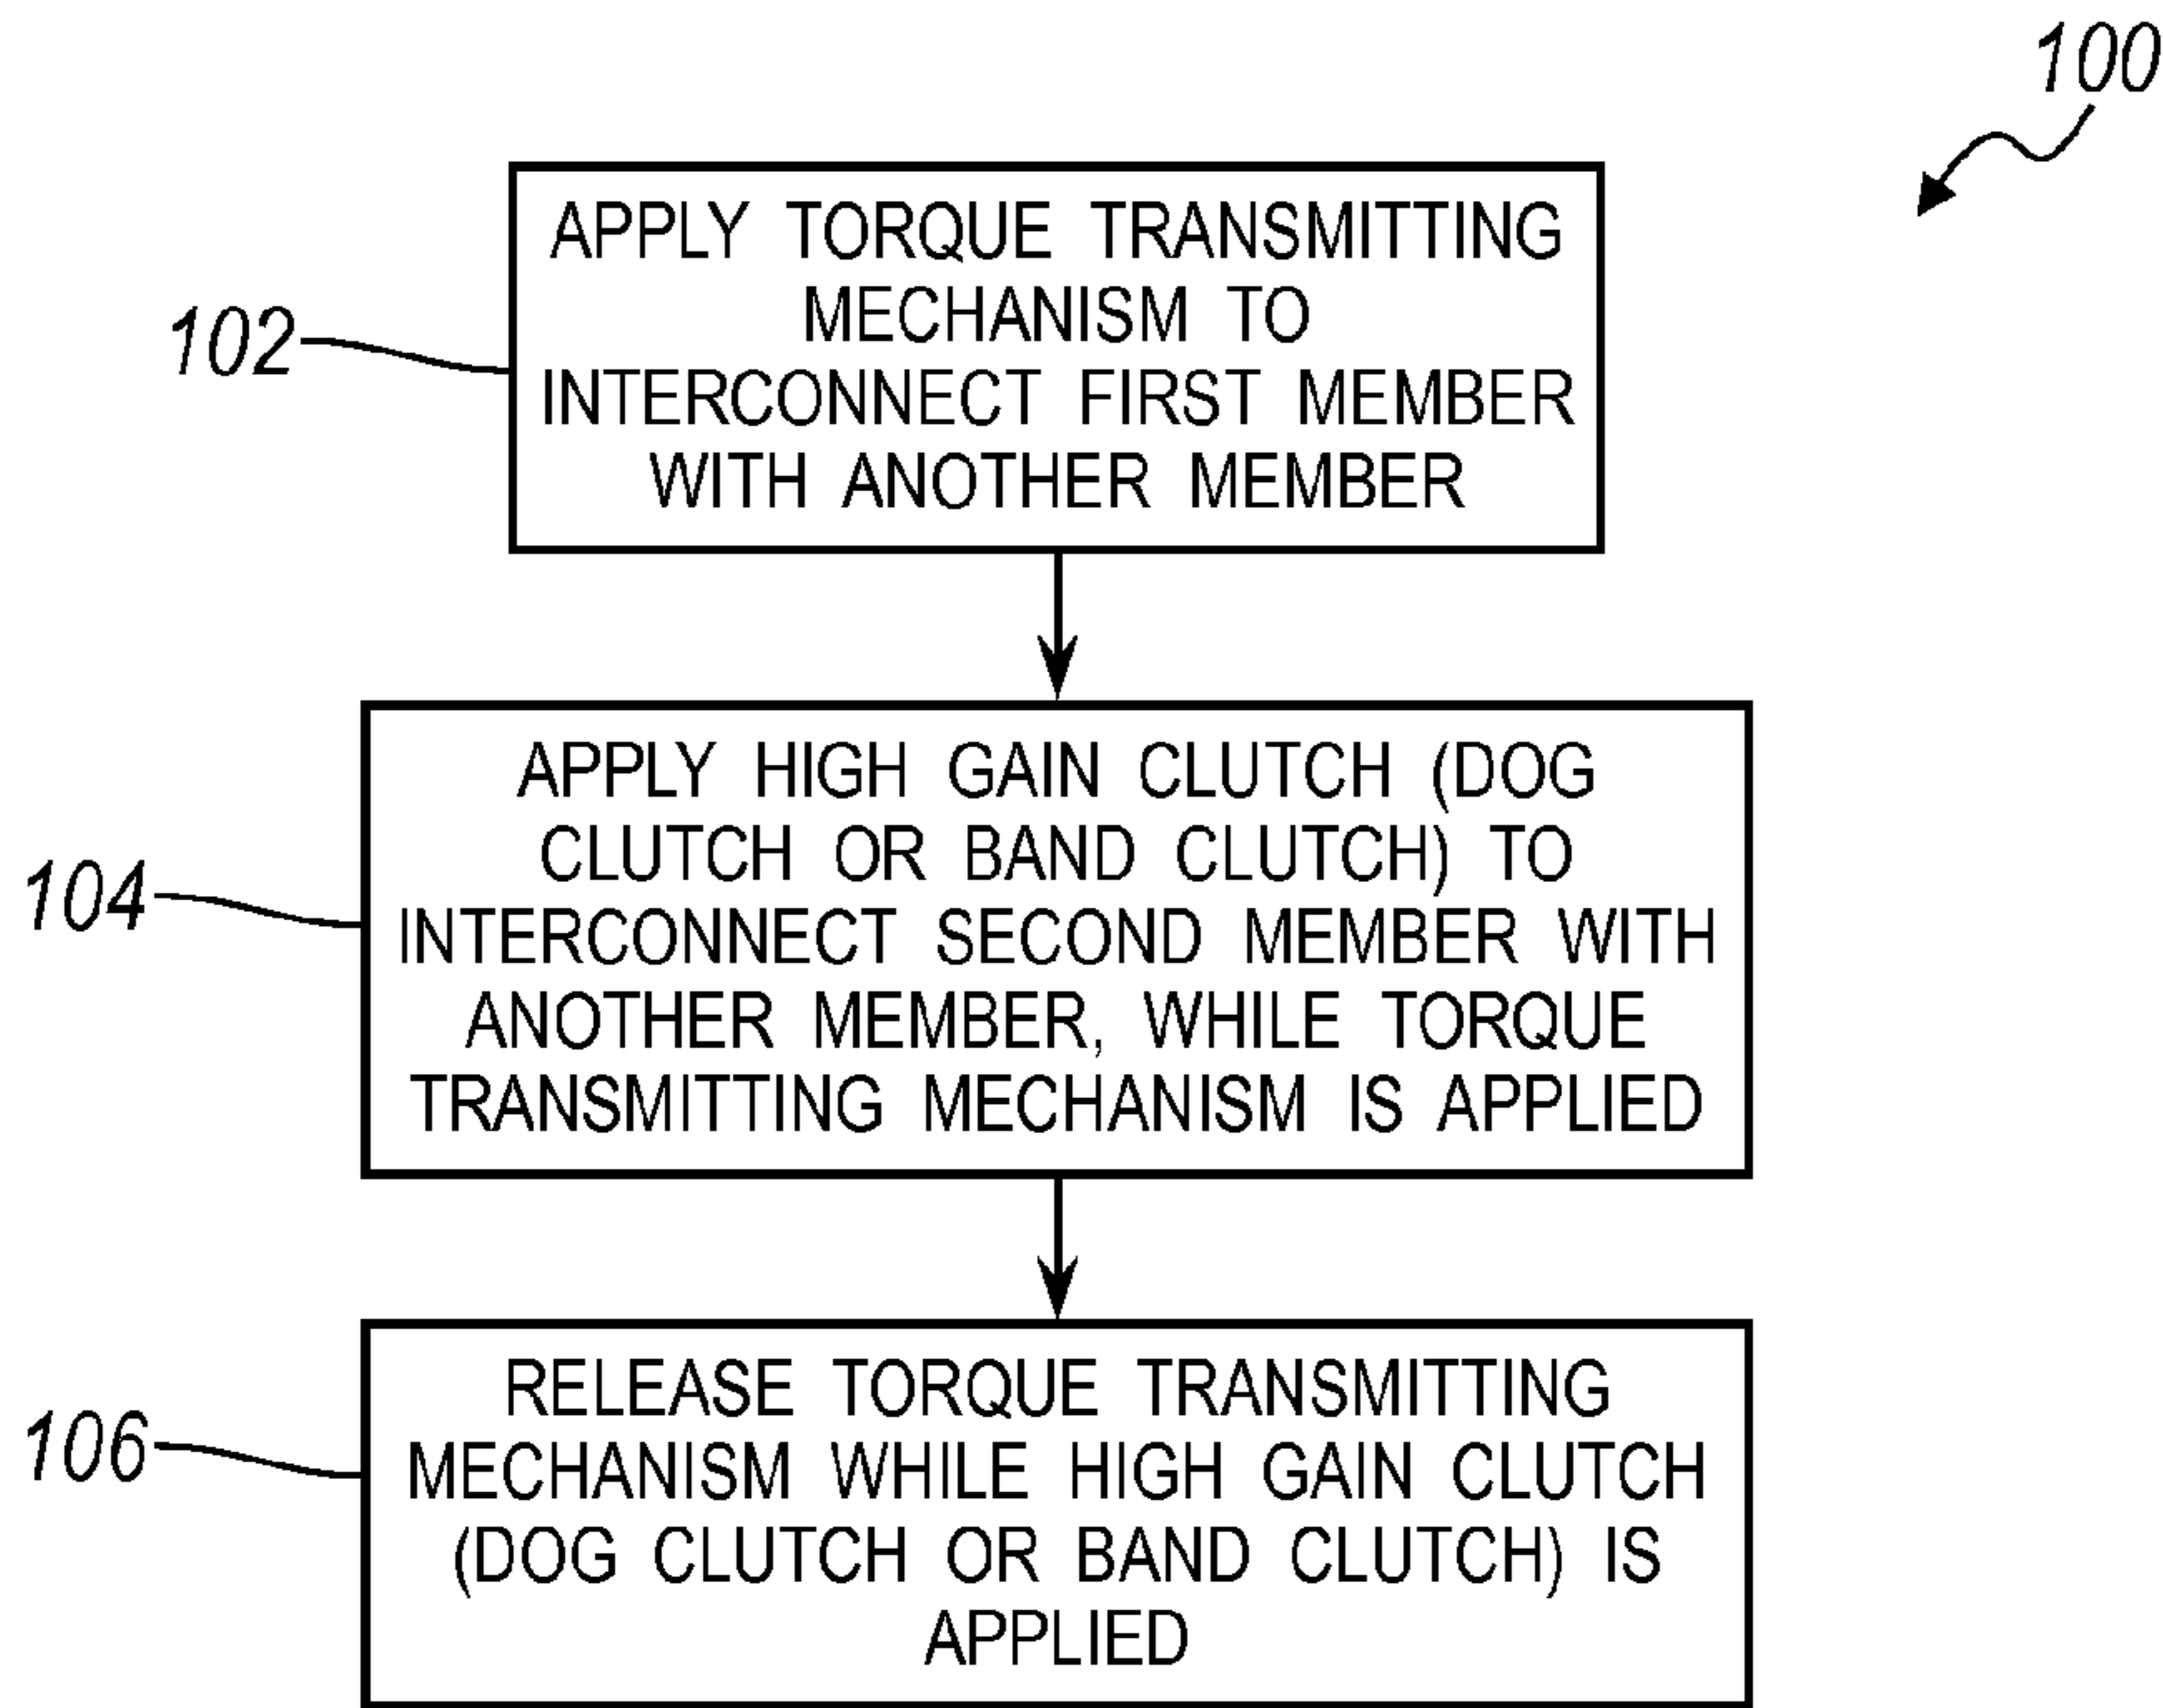 100
APPLY TORQUE TRANSMITTING
MECHANISM TO
INTERCONNECT FIRST MEMBER
WITH ANOTHER MEMBER
102
APPLY HIGH GAIN CLUTCH (DOG
CLUTCH OR BAND CLUTCH) TO
INTERCONNECT SECOND MEMBER WITH
ANOTHER MEMBER, WHILE TORQUE
TRANSMITTING MECHANISM IS APPLIED
104
RELEASE TORQUE TRANSMITTING
MECHANISM WHILE HIGH GAIN CLUTCH
(DOG CLUTCH OR BAND CLUTCH) IS
APPLIED
106